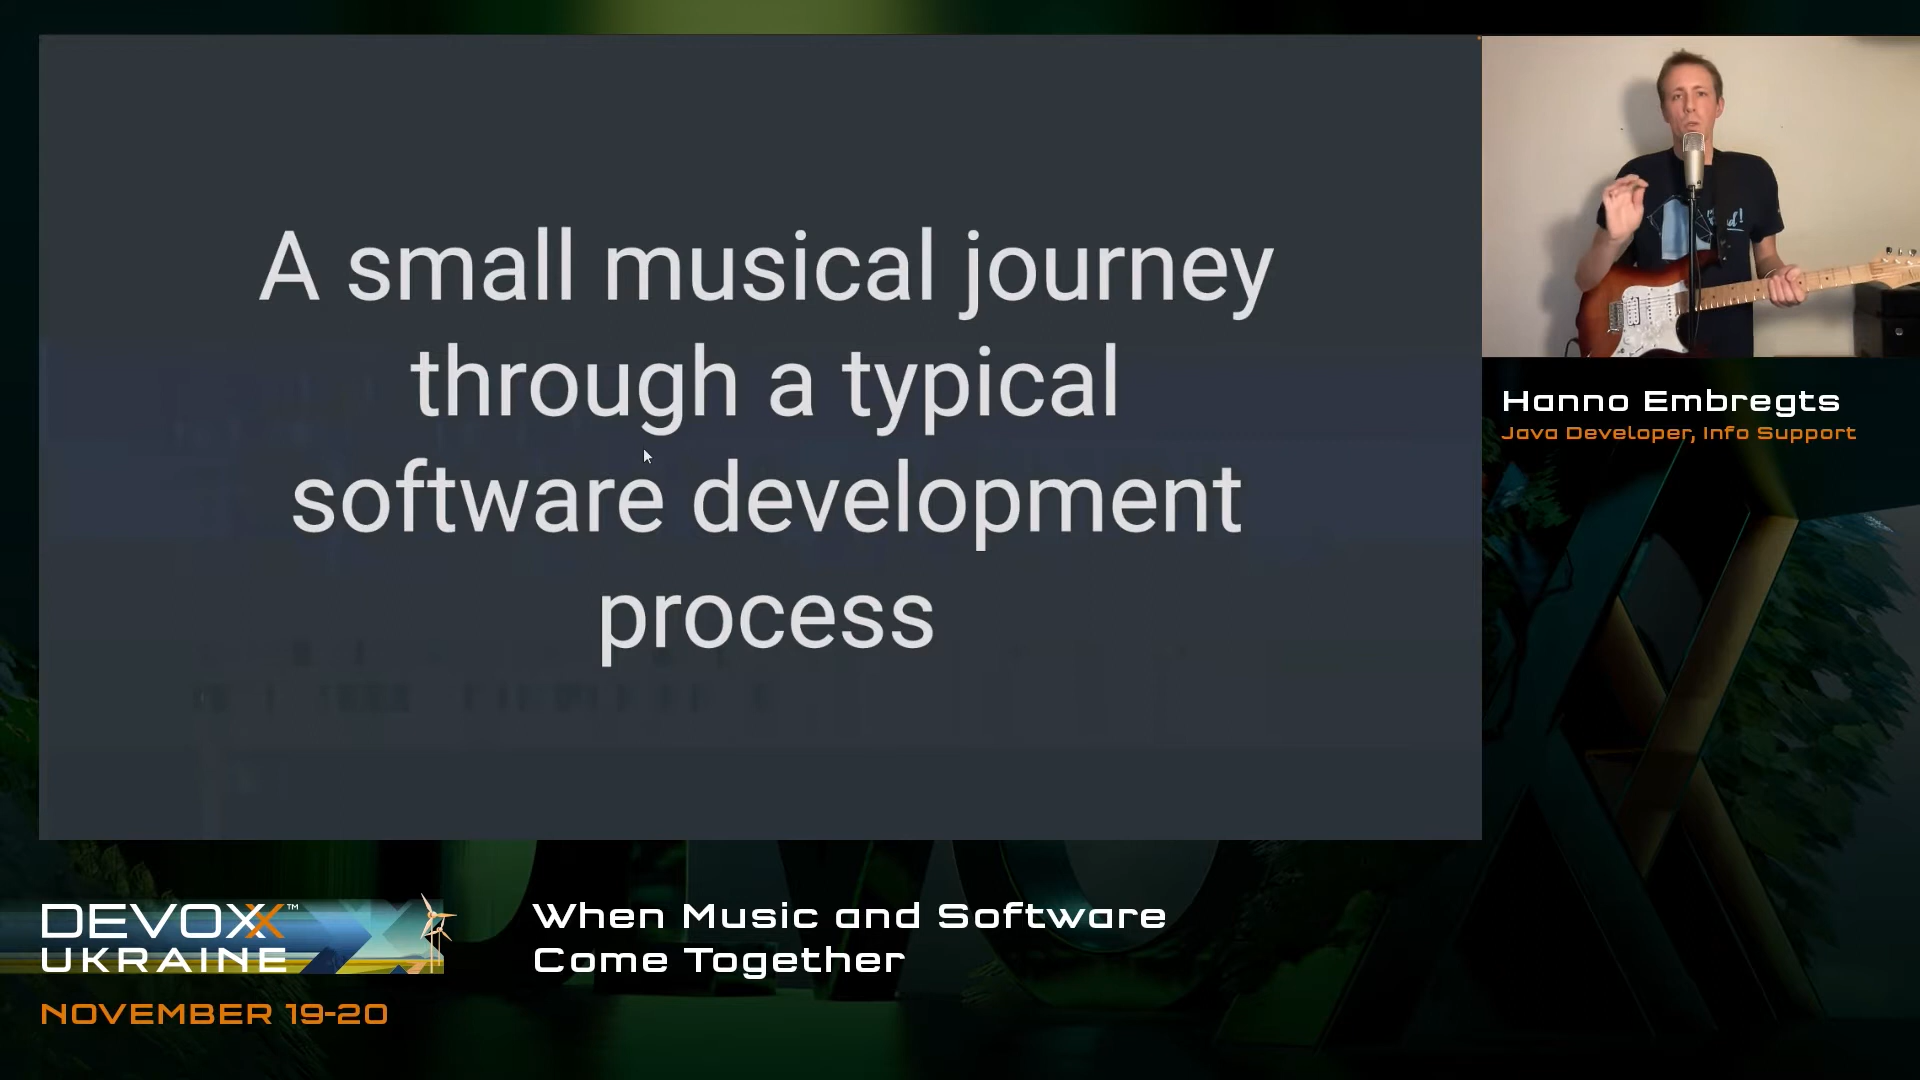 A small musical journey
through a typical
software development
process
Hanno Embregts
Java Developer, Info Support
DEVOXX™
UKRAINE
NOVEMBER 19-20
When Music and Software
Come Together